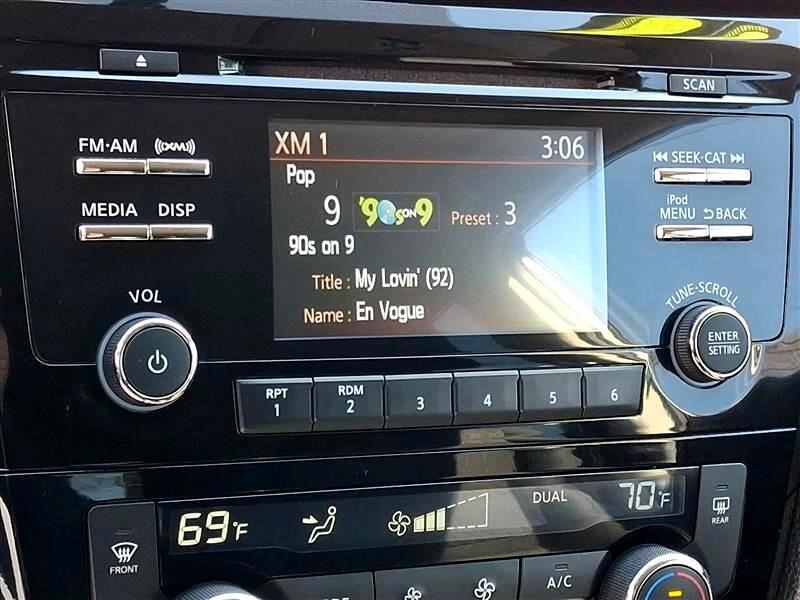 SCAN
FM·AM ((XM))
SEEK·CAT
MEDIA DISP
iPod
MENU BACK
XM 1 3:06
Pop
9 '90s ON 9 Preset : 3
90s on 9
Title : My Lovin' (92)
Name : En Vogue
VOL
TUNE·SCROLL
ENTER
SETTING
RPT
1
RDM
2
3
4
5
6
69°F
DUAL
70°F
FRONT
REAR
A/C